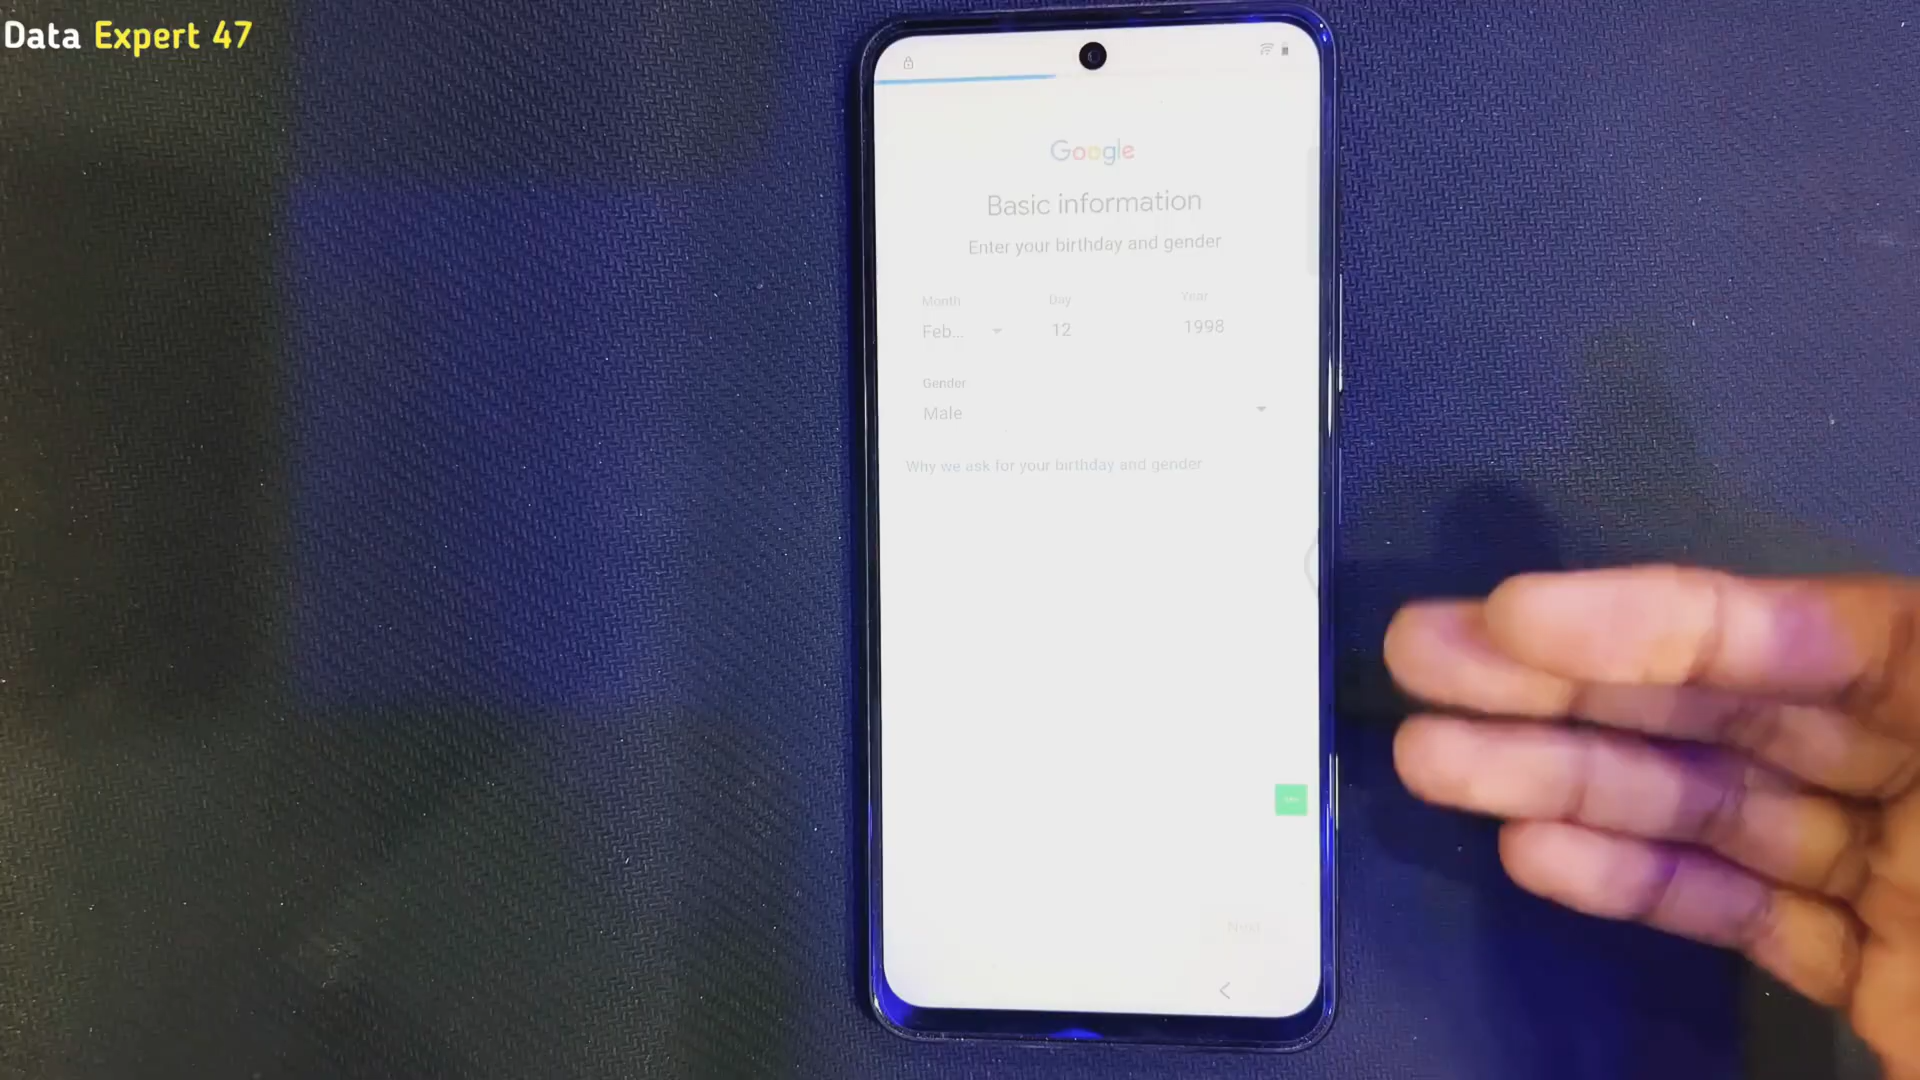 Data Expert 47
Google
Basic information
Enter your birthday and gender
Month Day Year
Feb... 12 1998
Gender
Male
Why we ask for your birthday and gender
Next